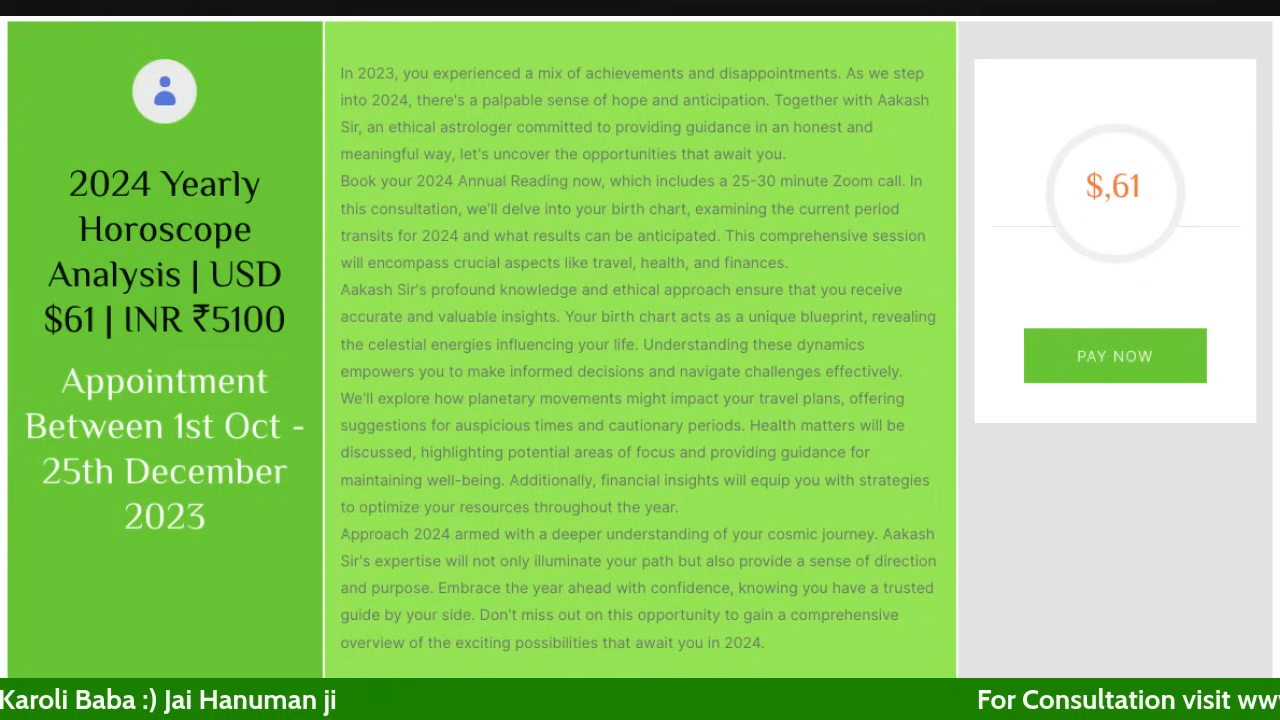 2024 Yearly
Horoscope
Analysis | USD
$61 | INR ₹5100
Appointment
Between 1st Oct -
25th December
2023
In 2023, you experienced a mix of achievements and disappointments. As we step
into 2024, there's a palpable sense of hope and anticipation. Together with Aakash
Sir, an ethical astrologer committed to providing guidance in an honest and
meaningful way, let's uncover the opportunities that await you.
Book your 2024 Annual Reading now, which includes a 25-30 minute Zoom call. In
this consultation, we'll delve into your birth chart, examining the current period
transits for 2024 and what results can be anticipated. This comprehensive session
will encompass crucial aspects like travel, health, and finances.
Aakash Sir's profound knowledge and ethical approach ensure that you receive
accurate and valuable insights. Your birth chart acts as a unique blueprint, revealing
the celestial energies influencing your life. Understanding these dynamics
empowers you to make informed decisions and navigate challenges effectively.
We'll explore how planetary movements might impact your travel plans, offering
suggestions for auspicious times and cautionary periods. Health matters will be
discussed, highlighting potential areas of focus and providing guidance for
maintaining well-being. Additionally, financial insights will equip you with strategies
to optimize your resources throughout the year.
Approach 2024 armed with a deeper understanding of your cosmic journey. Aakash
Sir's expertise will not only illuminate your path but also provide a sense of direction
and purpose. Embrace the year ahead with confidence, knowing you have a trusted
guide by your side. Don't miss out on this opportunity to gain a comprehensive
overview of the exciting possibilities that await you in 2024.
$,61
PAY NOW
Karoli Baba :) Jai Hanuman ji
For Consultation visit